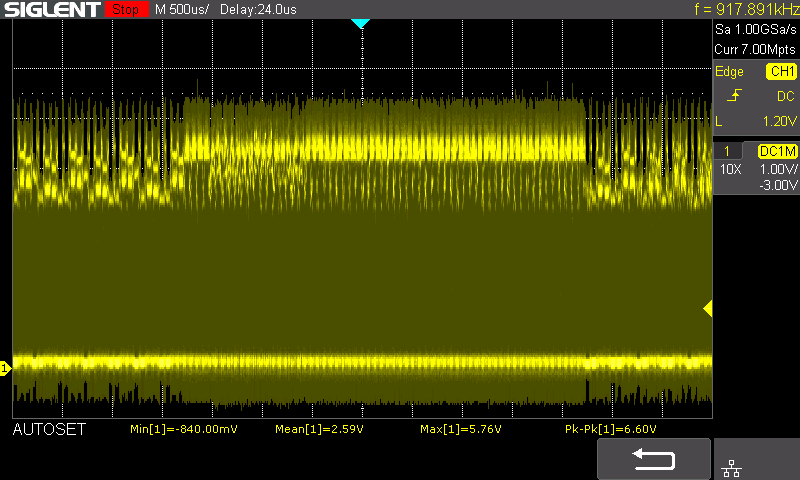 SIGLENT Stop M 500us/ Delay:24.0us f = 917.891kHz
Sa 1.00GSa/s
Curr 7.00Mpts
Edge CH1
DC
L 1.20V
1 DC1M
10X 1.00V/
-3.00V
1
AUTOSET Min[1]=-840.00mV Mean[1]=2.59V Max[1]=5.76V Pk-Pk[1]=6.60V